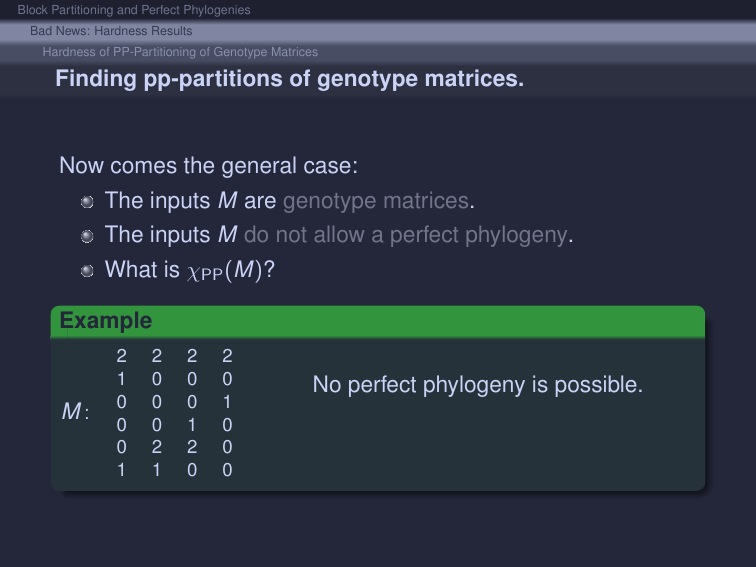 Block Partitioning and Perfect Phylogenies
Bad News: Hardness Results
Hardness of PP-Partitioning of Genotype Matrices
Finding pp-partitions of genotype matrices.
Now comes the general case:
The inputs M are genotype matrices.
The inputs M do not allow a perfect phylogeny.
What is χPP(M)?
Example
M:
2 2 2 2
1 0 0 0
0 0 0 1
0 0 1 0
0 2 2 0
1 1 0 0
No perfect phylogeny is possible.